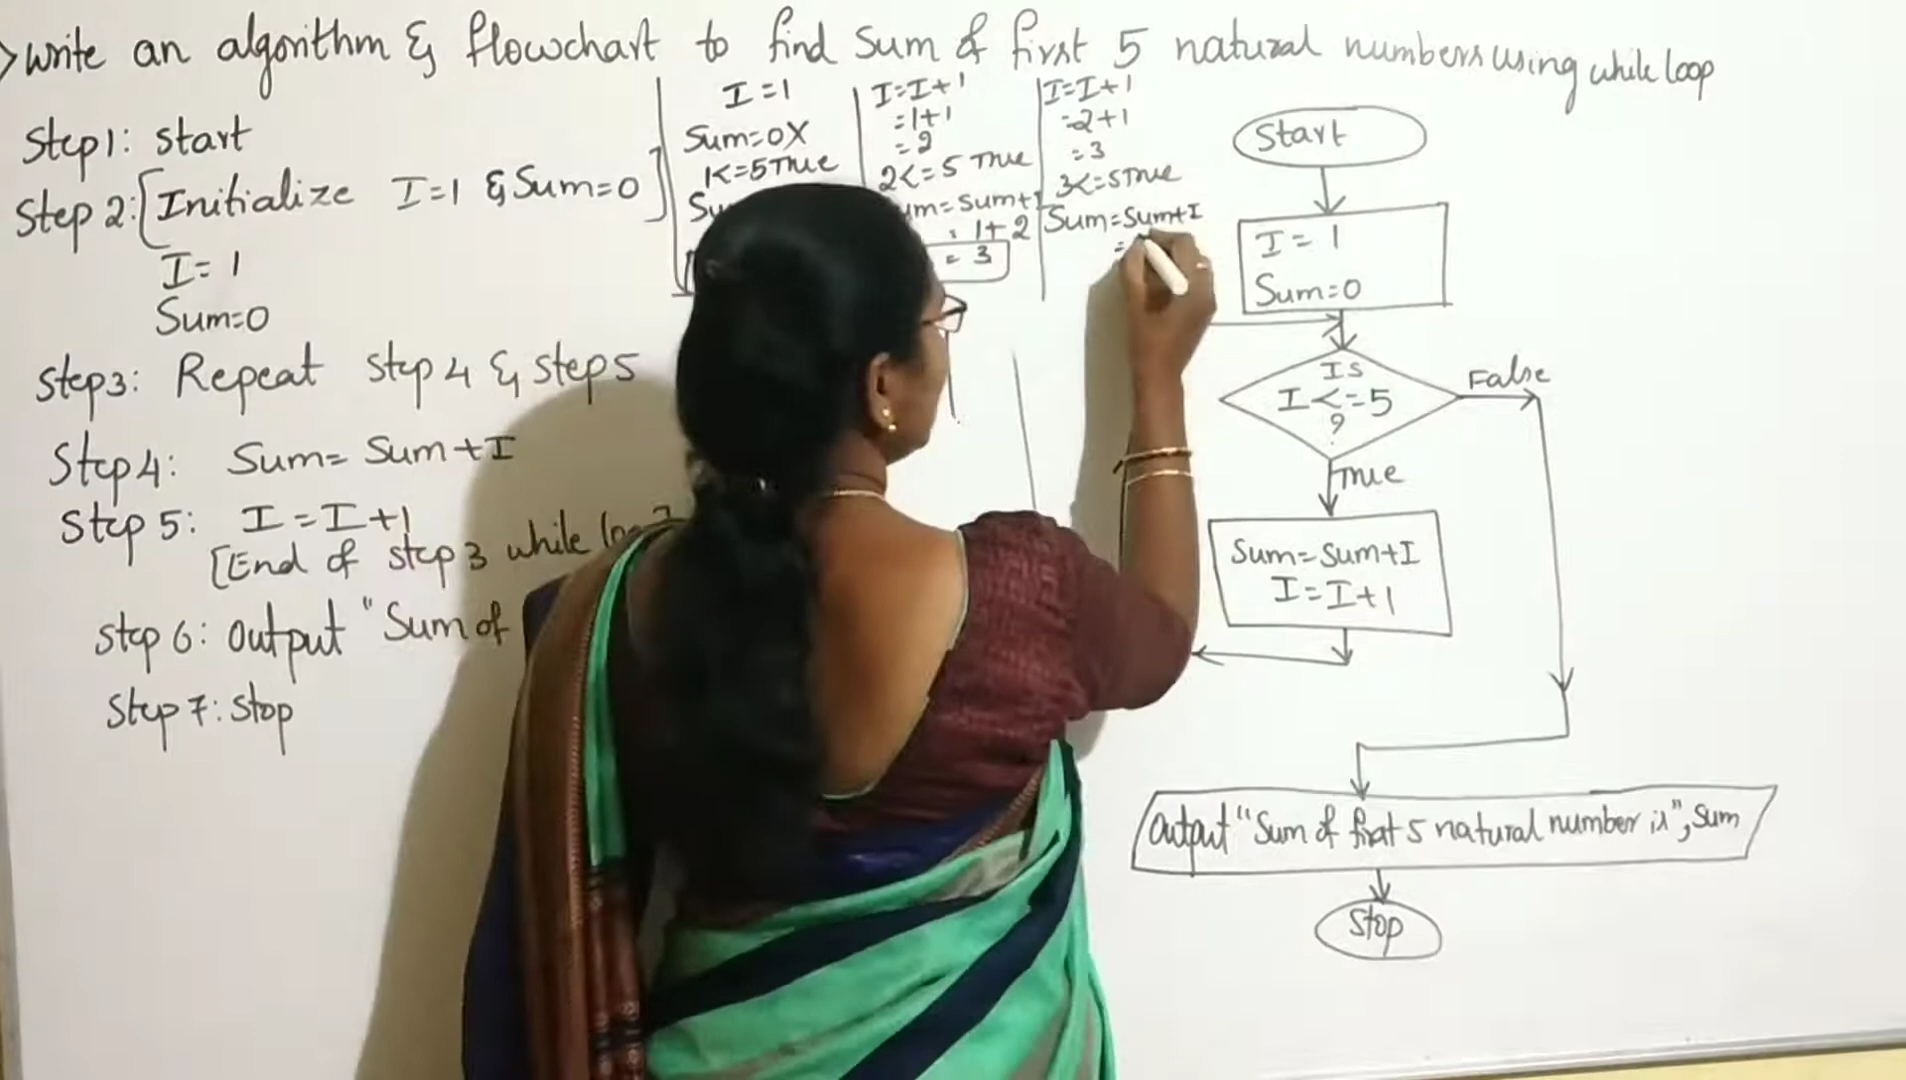 > write an algorithm & flowchart to find sum of first 5 natural numbers using while loop
Step1: start
Step 2: [Initialize I=1 & Sum=0]
I=1
Sum=0
Step3: Repeat step 4 & step 5
Step4: Sum= Sum+I
Step 5: I=I+1
[End of step 3 while
step 6: output "Sum of
Step 7: stop
I=1
Sum=0X
1<=5 True
I=I+1
=1+1
=2
2<=5 True
=Sum+I
= 1+2
= 3
I=I+1
=2+1
=3
3<=5 True
Sum=Sum+I
=
Start
I=1
Sum=0
Is
I<=5
?
False
True
Sum=Sum+I
I=I+1
output "Sum of first 5 natural number is", Sum
Stop